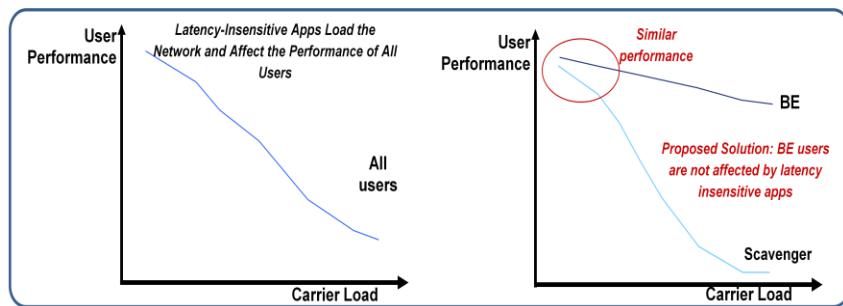 User
Performance
Latency-Insensitive Apps Load the
Network and Affect the Performance of All
Users
All
users
Carrier Load
User
Performance
Similar
performance
BE
Proposed Solution: BE users
are not affected by latency
insensitive apps
Scavenger
Carrier Load